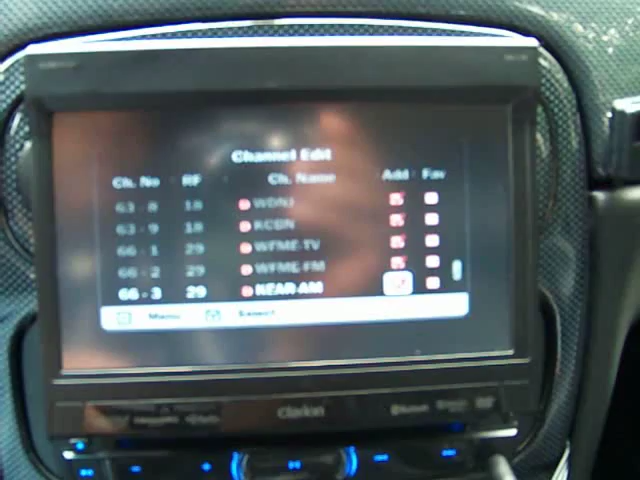 Channel Edit
Ch. No RF Ch. Name Add Fav
63 - 8 18 WDNJ
63 - 9 18 KCBN
66 - 1 29 WFME-TV
66 - 2 29 WFME-FM
66 - 3 29 NEAR-AM
Menu Select
Clarion